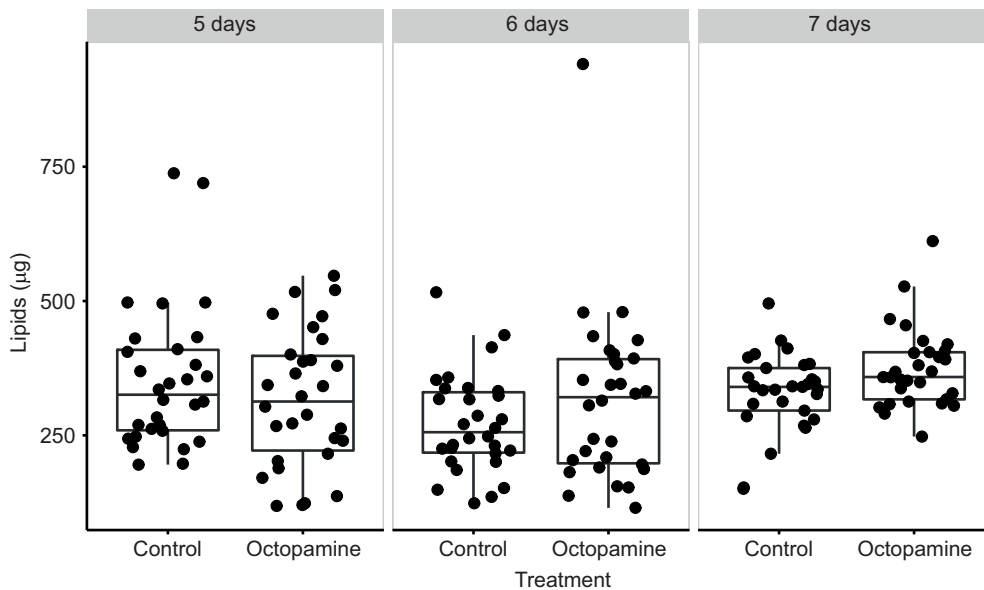 5 days 6 days 7 days
750
500
250
Lipids (μg)
Control Octopamine Control Octopamine Control Octopamine
Treatment